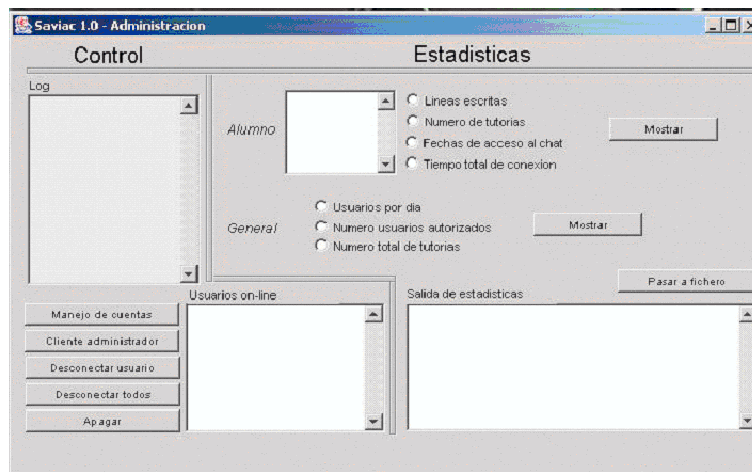 Saviac 1.0 - Administracion
Control
Estadisticas
Log
Alumno
Lineas escritas
Numero de tutorias
Fechas de acceso al chat
Tiempo total de conexion
Mostrar
General
Usuarios por dia
Numero usuarios autorizados
Numero total de tutorias
Mostrar
Pasar a fichero
Manejo de cuentas
Cliente administrador
Desconectar usuario
Desconectar todos
Apagar
Usuarios on-line
Salida de estadisticas